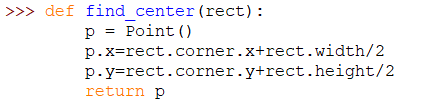 >>> def find_center(rect):
        p = Point()
        p.x=rect.corner.x+rect.width/2
        p.y=rect.corner.y+rect.height/2
        return p